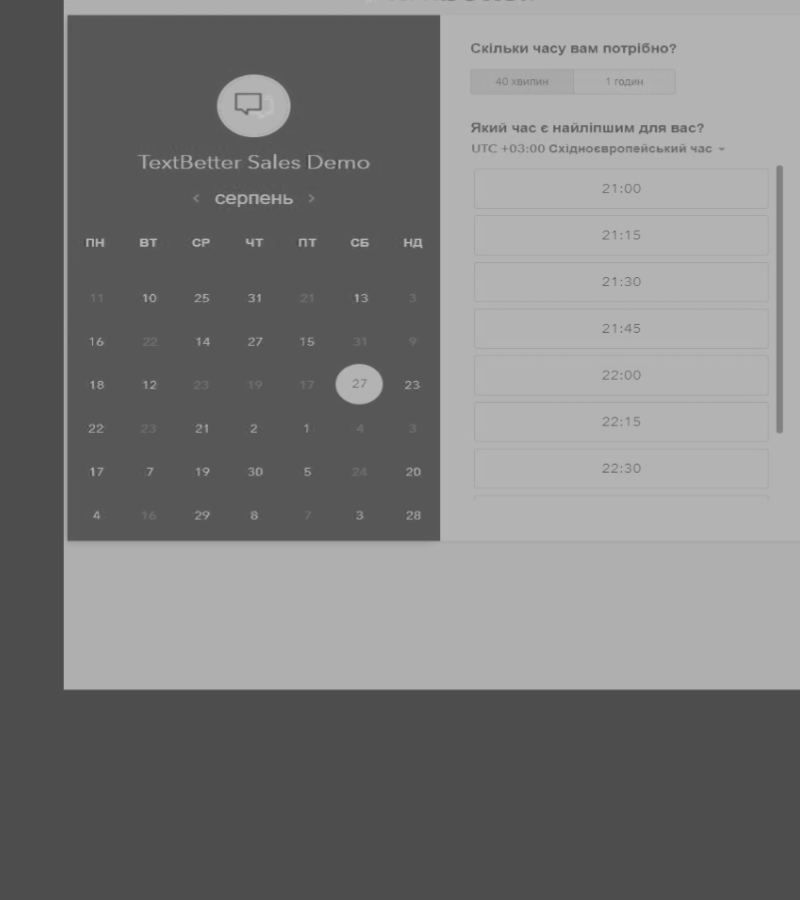 TextBetter Sales Demo
серпень
ПН ВТ СР ЧТ ПТ СБ НД
11 10 25 31 21 13 3
16 22 14 27 15 31 9
18 12 23 19 17 27 23
22 23 21 2 1 4 3
17 7 19 30 5 24 20
4 16 29 8 7 3 28
Скільки часу вам потрібно?
40 хвилин 1 годин
Який час є найліпшим для вас?
UTC +03:00 Східноєвропейський час
21:00
21:15
21:30
21:45
22:00
22:15
22:30